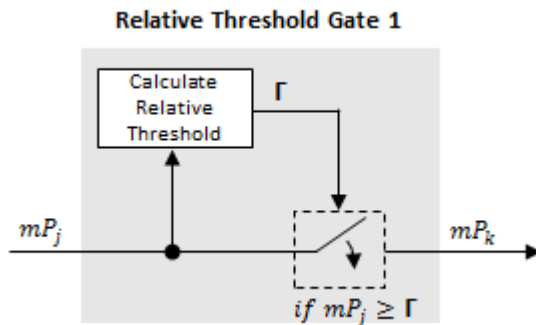 Relative Threshold Gate 1
Calculate
Relative
Threshold
Γ
mP_j
mP_k
if mP_j ≥ Γ